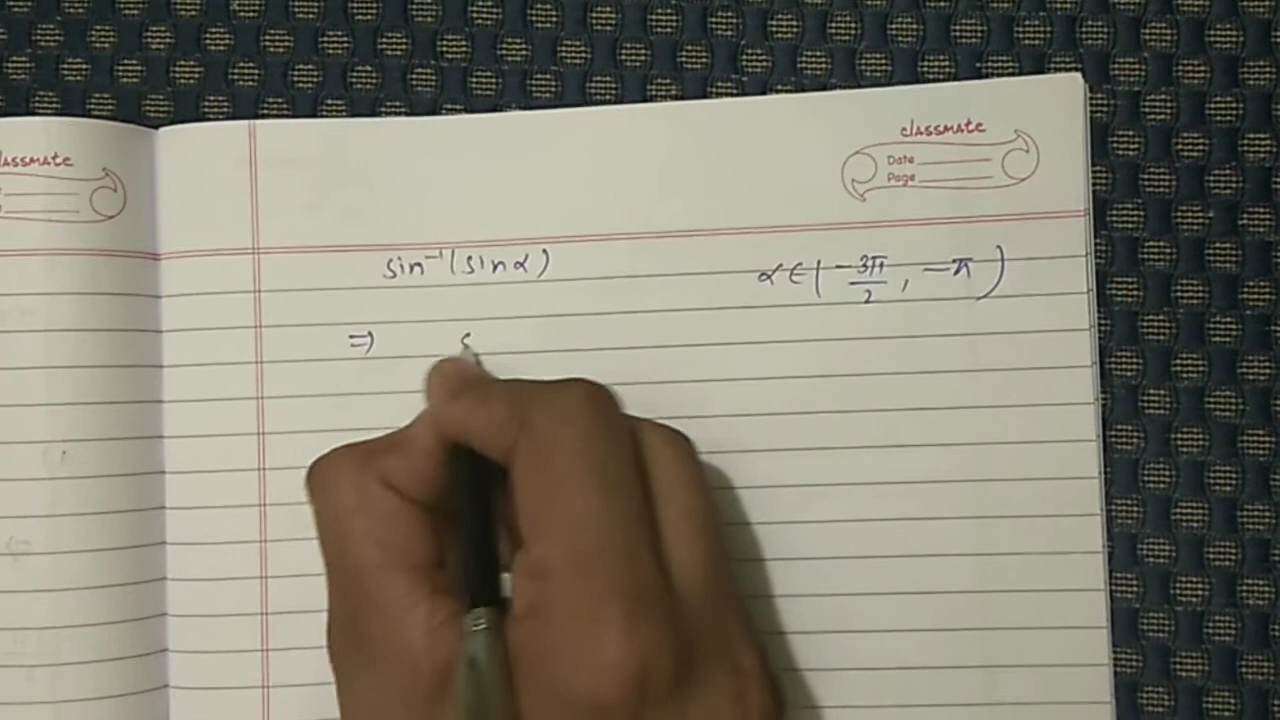 classmate
Date
Page
sin⁻¹(sin α) α ∈ (-3π/2, -π)
⇒ s